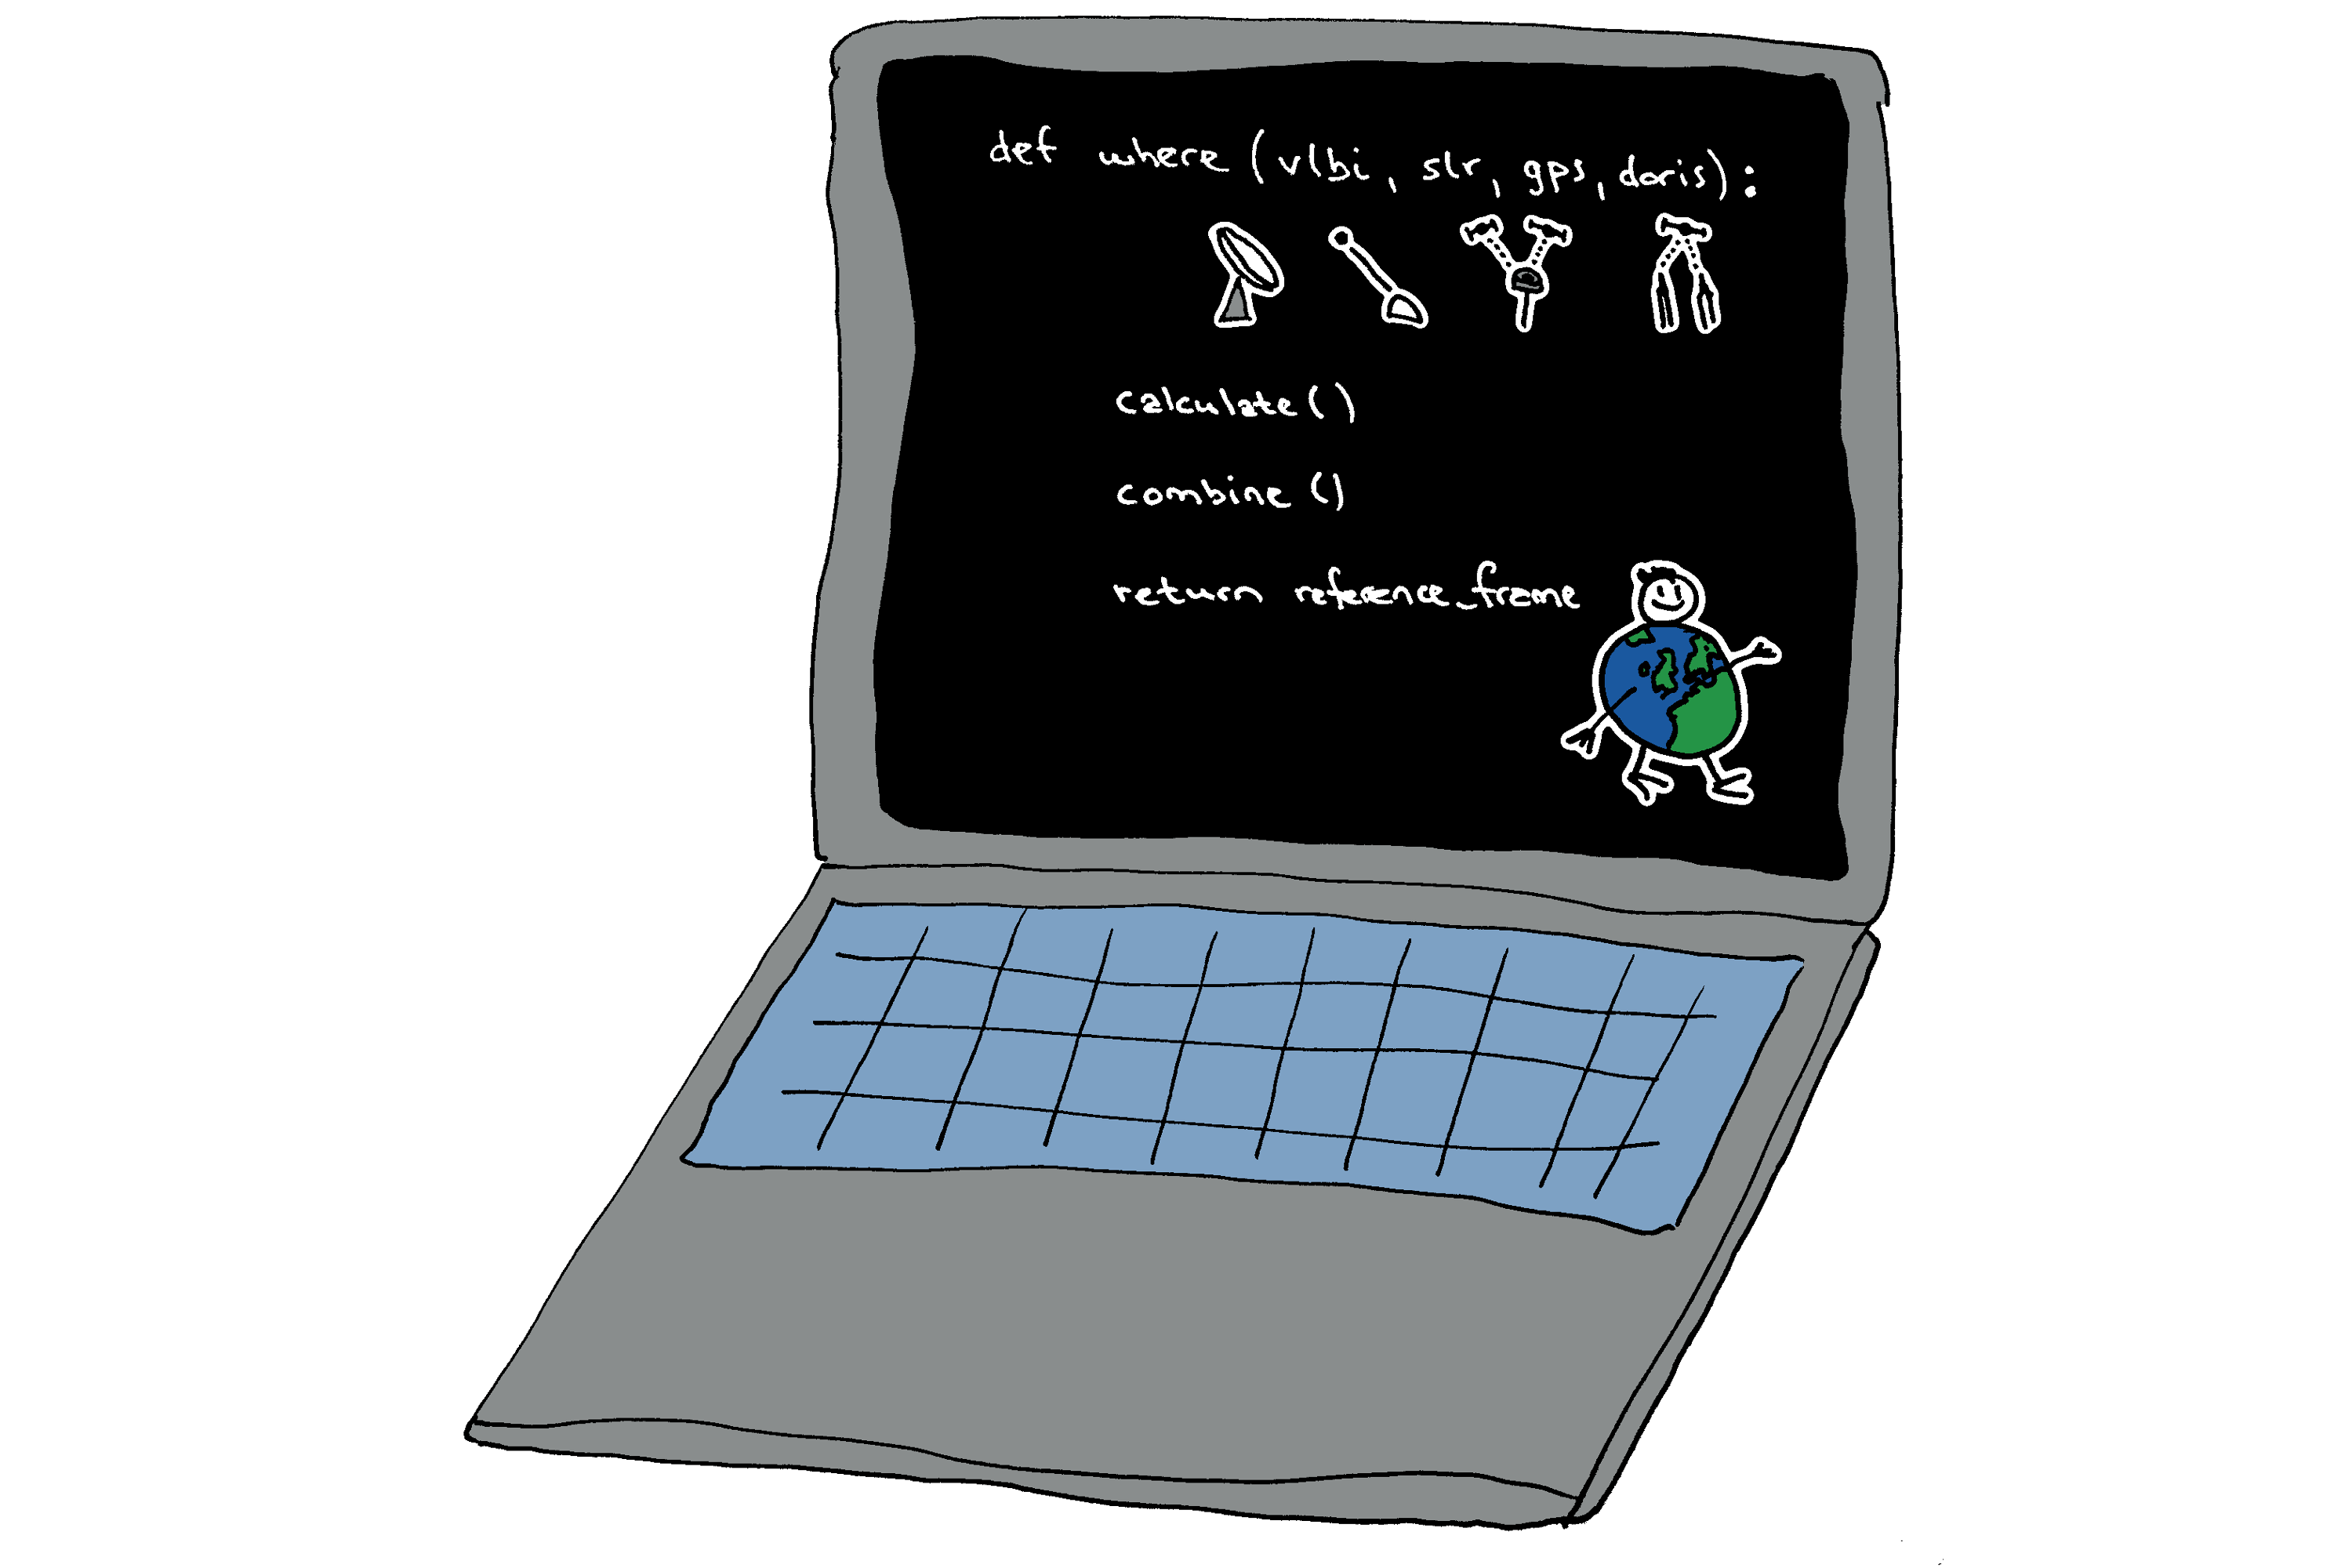 def where (vlbi, slr, gps, doris):
calculate ()
combine ()
return reference_frame